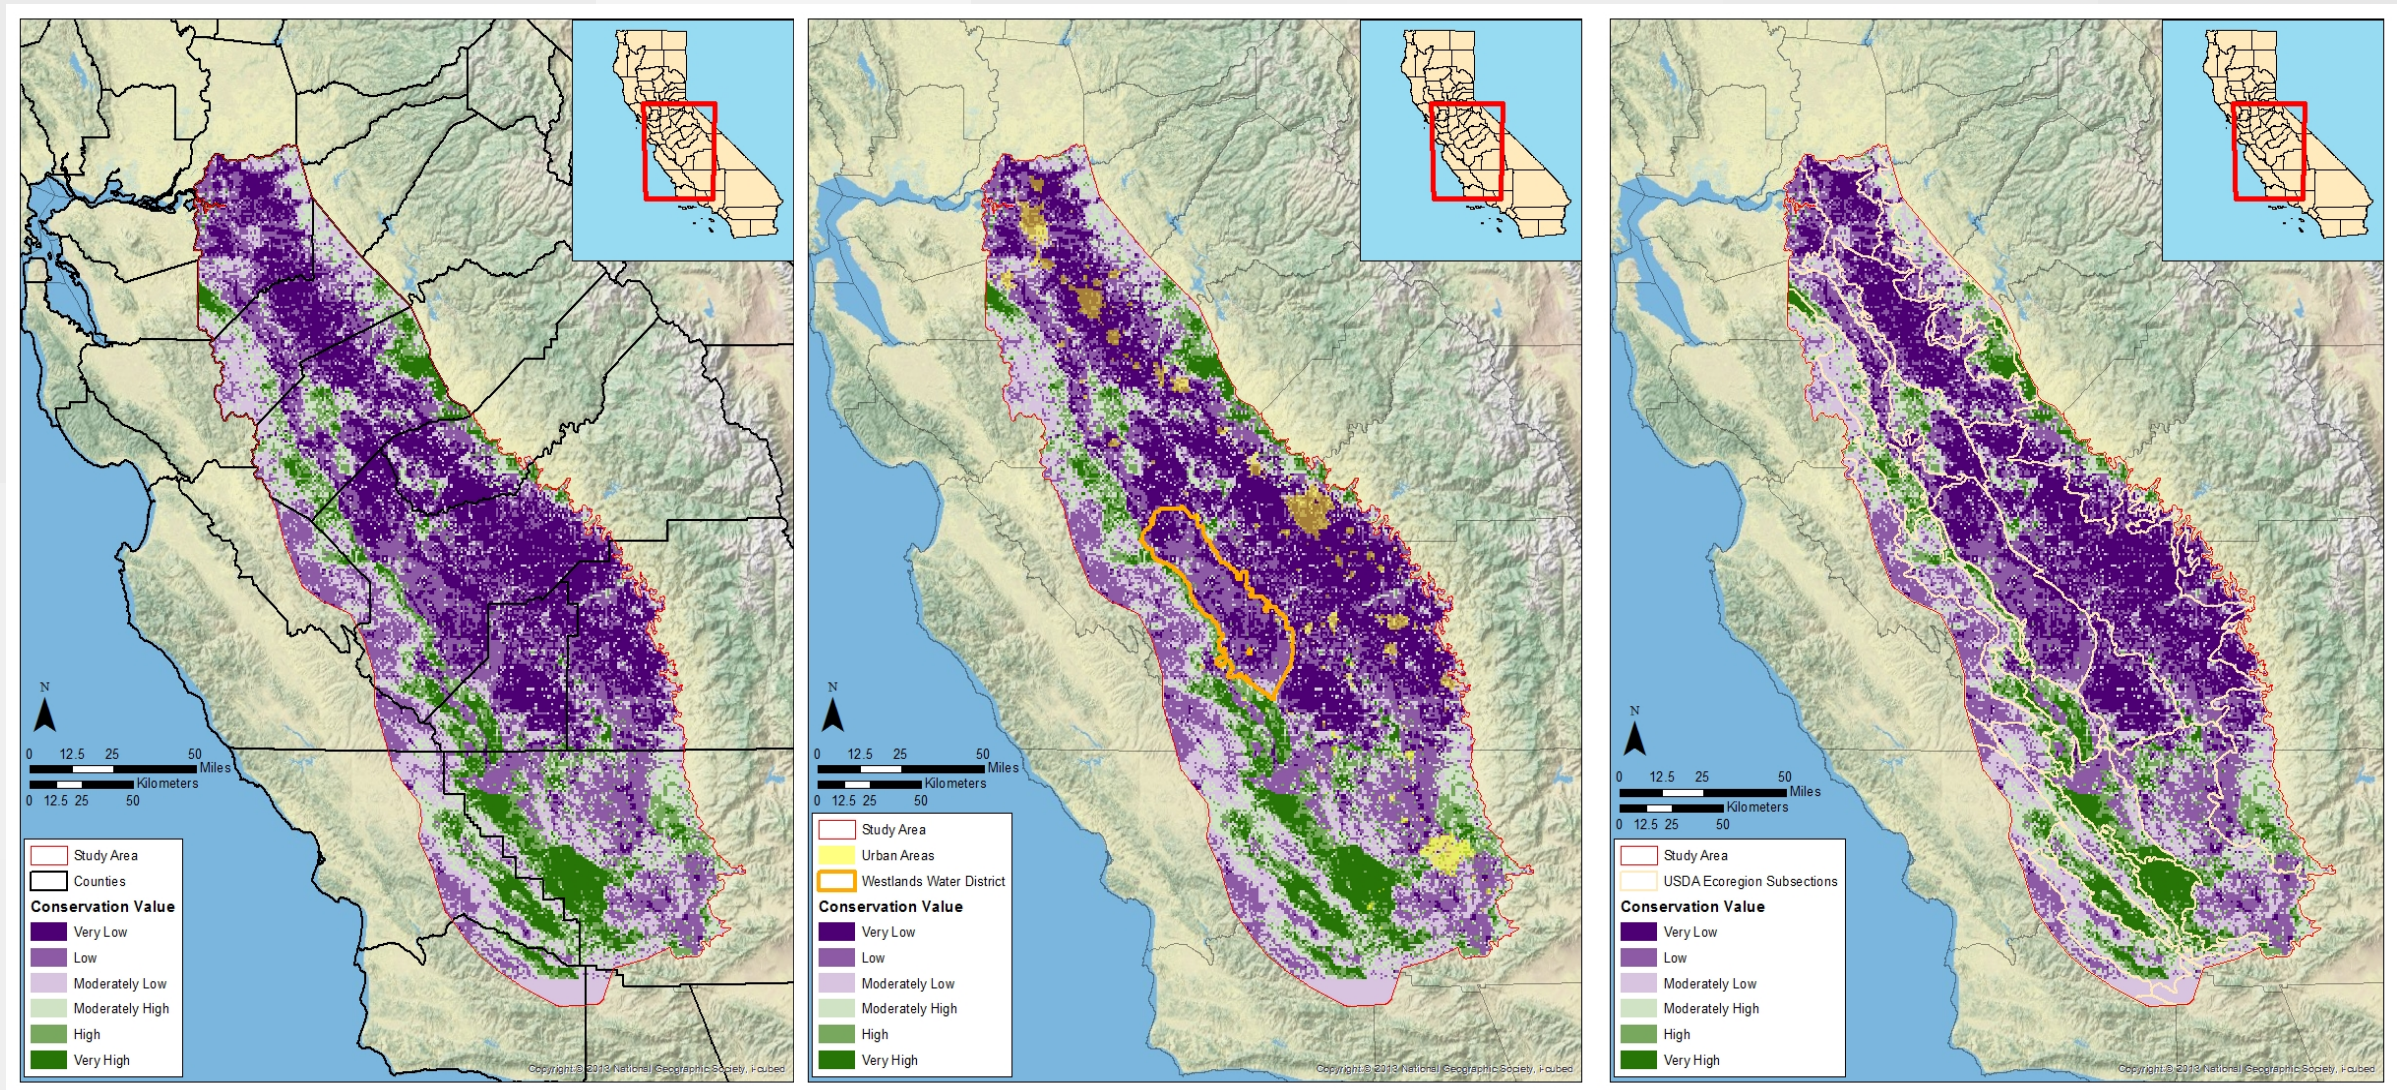 N
0 12.5 25 50
Miles
Kilometers
0 12.5 25 50
Study Area
Counties
Conservation Value
Very Low
Low
Moderately Low
Moderately High
High
Very High
Copyright:© 2013 National Geographic Society, i-cubed
N
0 12.5 25 50
Miles
Kilometers
0 12.5 25 50
Study Area
Urban Areas
Westlands Water District
Conservation Value
Very Low
Low
Moderately Low
Moderately High
High
Very High
Copyright:© 2013 National Geographic Society, i-cubed
N
0 12.5 25 50
Miles
Kilometers
0 12.5 25 50
Study Area
USDA Ecoregion Subsections
Conservation Value
Very Low
Low
Moderately Low
Moderately High
High
Very High
Copyright:© 2013 National Geographic Society, i-cubed